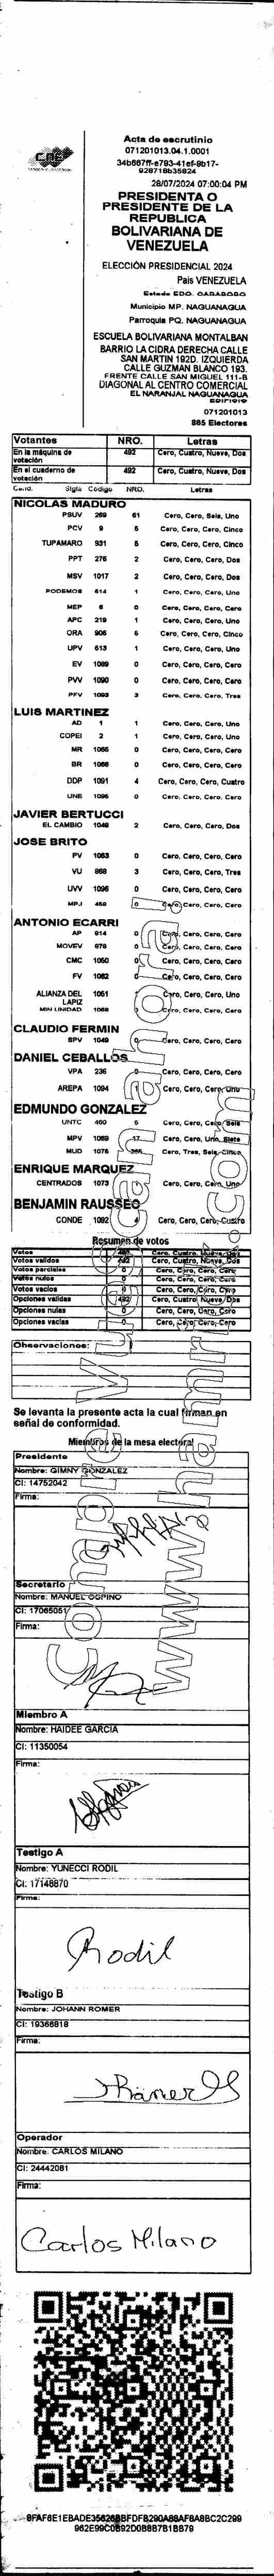 CNE
Acta de escrutinio
071201013.04.1.0001
34b667ff-e793-41ef-9b17-
928718b35824
28/07/2024 07:00:04 PM
PRESIDENTA O
PRESIDENTE DE LA
REPUBLICA
BOLIVARIANA DE
VENEZUELA
ELECCIÓN PRESIDENCIAL 2024
Pais VENEZUELA
Estado EDO. CARABOBO
Municipio MP. NAGUANAGUA
Parroquia PQ. NAGUANAGUA
ESCUELA BOLIVARIANA MONTALBAN
BARRIO LA CIDRA DERECHA CALLE
SAN MARTIN 192D. IZQUIERDA
CALLE GUZMAN BLANCO 193.
FRENTE CALLE SAN MIGUEL 111-B
DIAGONAL AL CENTRO COMERCIAL
EL NARANJAL NAGUANAGUA
EDIFICIO
071201013
865 Electores
Votantes NRO. Letras
En la máquina de votación 492 Cero, Cuatro, Nueve, Dos
En el cuaderno de votación 492 Cero, Cuatro, Nueve, Dos
Cand. Sigla Codigo NRO. Letras
NICOLAS MADURO
PSUV 269 61 Cero, Cero, Seis, Uno
PCV 9 5 Cero, Cero, Cero, Cinco
TUPAMARO 931 5 Cero, Cero, Cero, Cinco
PPT 276 2 Cero, Cero, Cero, Dos
MSV 1017 2 Cero, Cero, Cero, Dos
PODEMOS 614 1 Cero, Cero, Cero, Uno
MEP 6 0 Cero, Cero, Cero, Cero
APC 219 1 Cero, Cero, Cero, Uno
ORA 906 5 Cero, Cero, Cero, Cinco
UPV 613 1 Cero, Cero, Cero, Uno
EV 1089 0 Cero, Cero, Cero, Cero
PVV 1090 0 Cero, Cero, Cero, Cero
PFV 1093 3 Cero, Cero, Cero, Tres
LUIS MARTINEZ
AD 1 1 Cero, Cero, Cero, Uno
COPEI 2 1 Cero, Cero, Cero, Uno
MR 1065 0 Cero, Cero, Cero, Cero
BR 1066 0 Cero, Cero, Cero, Cero
DDP 1091 4 Cero, Cero, Cero, Cuatro
UNE 1095 0 Cero, Cero, Cero, Cero
JAVIER BERTUCCI
EL CAMBIO 1048 2 Cero, Cero, Cero, Dos
JOSE BRITO
PV 1053 0 Cero, Cero, Cero, Cero
VU 868 3 Cero, Cero, Cero, Tres
UVV 1096 0 Cero, Cero, Cero, Cero
MPJ 459 0 Cero, Cero, Cero, Cero
ANTONIO ECARRI
AP 914 0 Cero, Cero, Cero, Cero
MOVEV 979 0 Cero, Cero, Cero, Cero
CMC 1050 0 Cero, Cero, Cero, Cero
FV 1082 0 Cero, Cero, Cero, Cero
ALIANZA DEL LAPIZ 1051 1 Cero, Cero, Cero, Uno
MIN UNIDAD 1068 0 Cero, Cero, Cero, Cero
CLAUDIO FERMIN
SPV 1049 0 Cero, Cero, Cero, Cero
DANIEL CEBALLOS
VPA 236 0 Cero, Cero, Cero, Cero
AREPA 1094 1 Cero, Cero, Cero, Uno
EDMUNDO GONZALEZ
UNTC 460 6 Cero, Cero, Cero, Seis
MPV 1069 17 Cero, Cero, Uno, Siete
MUD 1075 365 Cero, Tres, Seis, Cinco
ENRIQUE MARQUEZ
CENTRADOS 1073 1 Cero, Cero, Cero, Uno
BENJAMIN RAUSSEO
CONDE 1092 4 Cero, Cero, Cero, Cuatro
Resumen de votos
Votos 492 Cero, Cuatro, Nueve, Dos
Votos validos 492 Cero, Cuatro, Nueve, Dos
Votos parciales 0 Cero, Cero, Cero, Cero
Votos nulos 0 Cero, Cero, Cero, Cero
Votos vacios 0 Cero, Cero, Cero, Cero
Opciones validas 492 Cero, Cuatro, Nueve, Dos
Opciones nulas 0 Cero, Cero, Cero, Cero
Opciones vacias 0 Cero, Cero, Cero, Cero
Observaciones:
Se levanta la presente acta la cual firman en
señal de conformidad.
Miembros de la mesa electoral
Presidente
Nombre: GIMNY GONZALEZ
CI: 14752042
Firma:
Secretario
Nombre: MANUEL OSPINO
CI: 17065051
Firma:
Miembro A
Nombre: HAIDEE GARCIA
CI: 11350054
Firma:
Testigo A
Nombre: YUNECCI RODIL
CI: 17148870
Firma:
Rodil
Testigo B
Nombre: JOHANN ROMER
CI: 19366818
Firma:
Operador
Nombre: CARLOS MILANO
CI: 24442081
Firma:
Carlos Milano